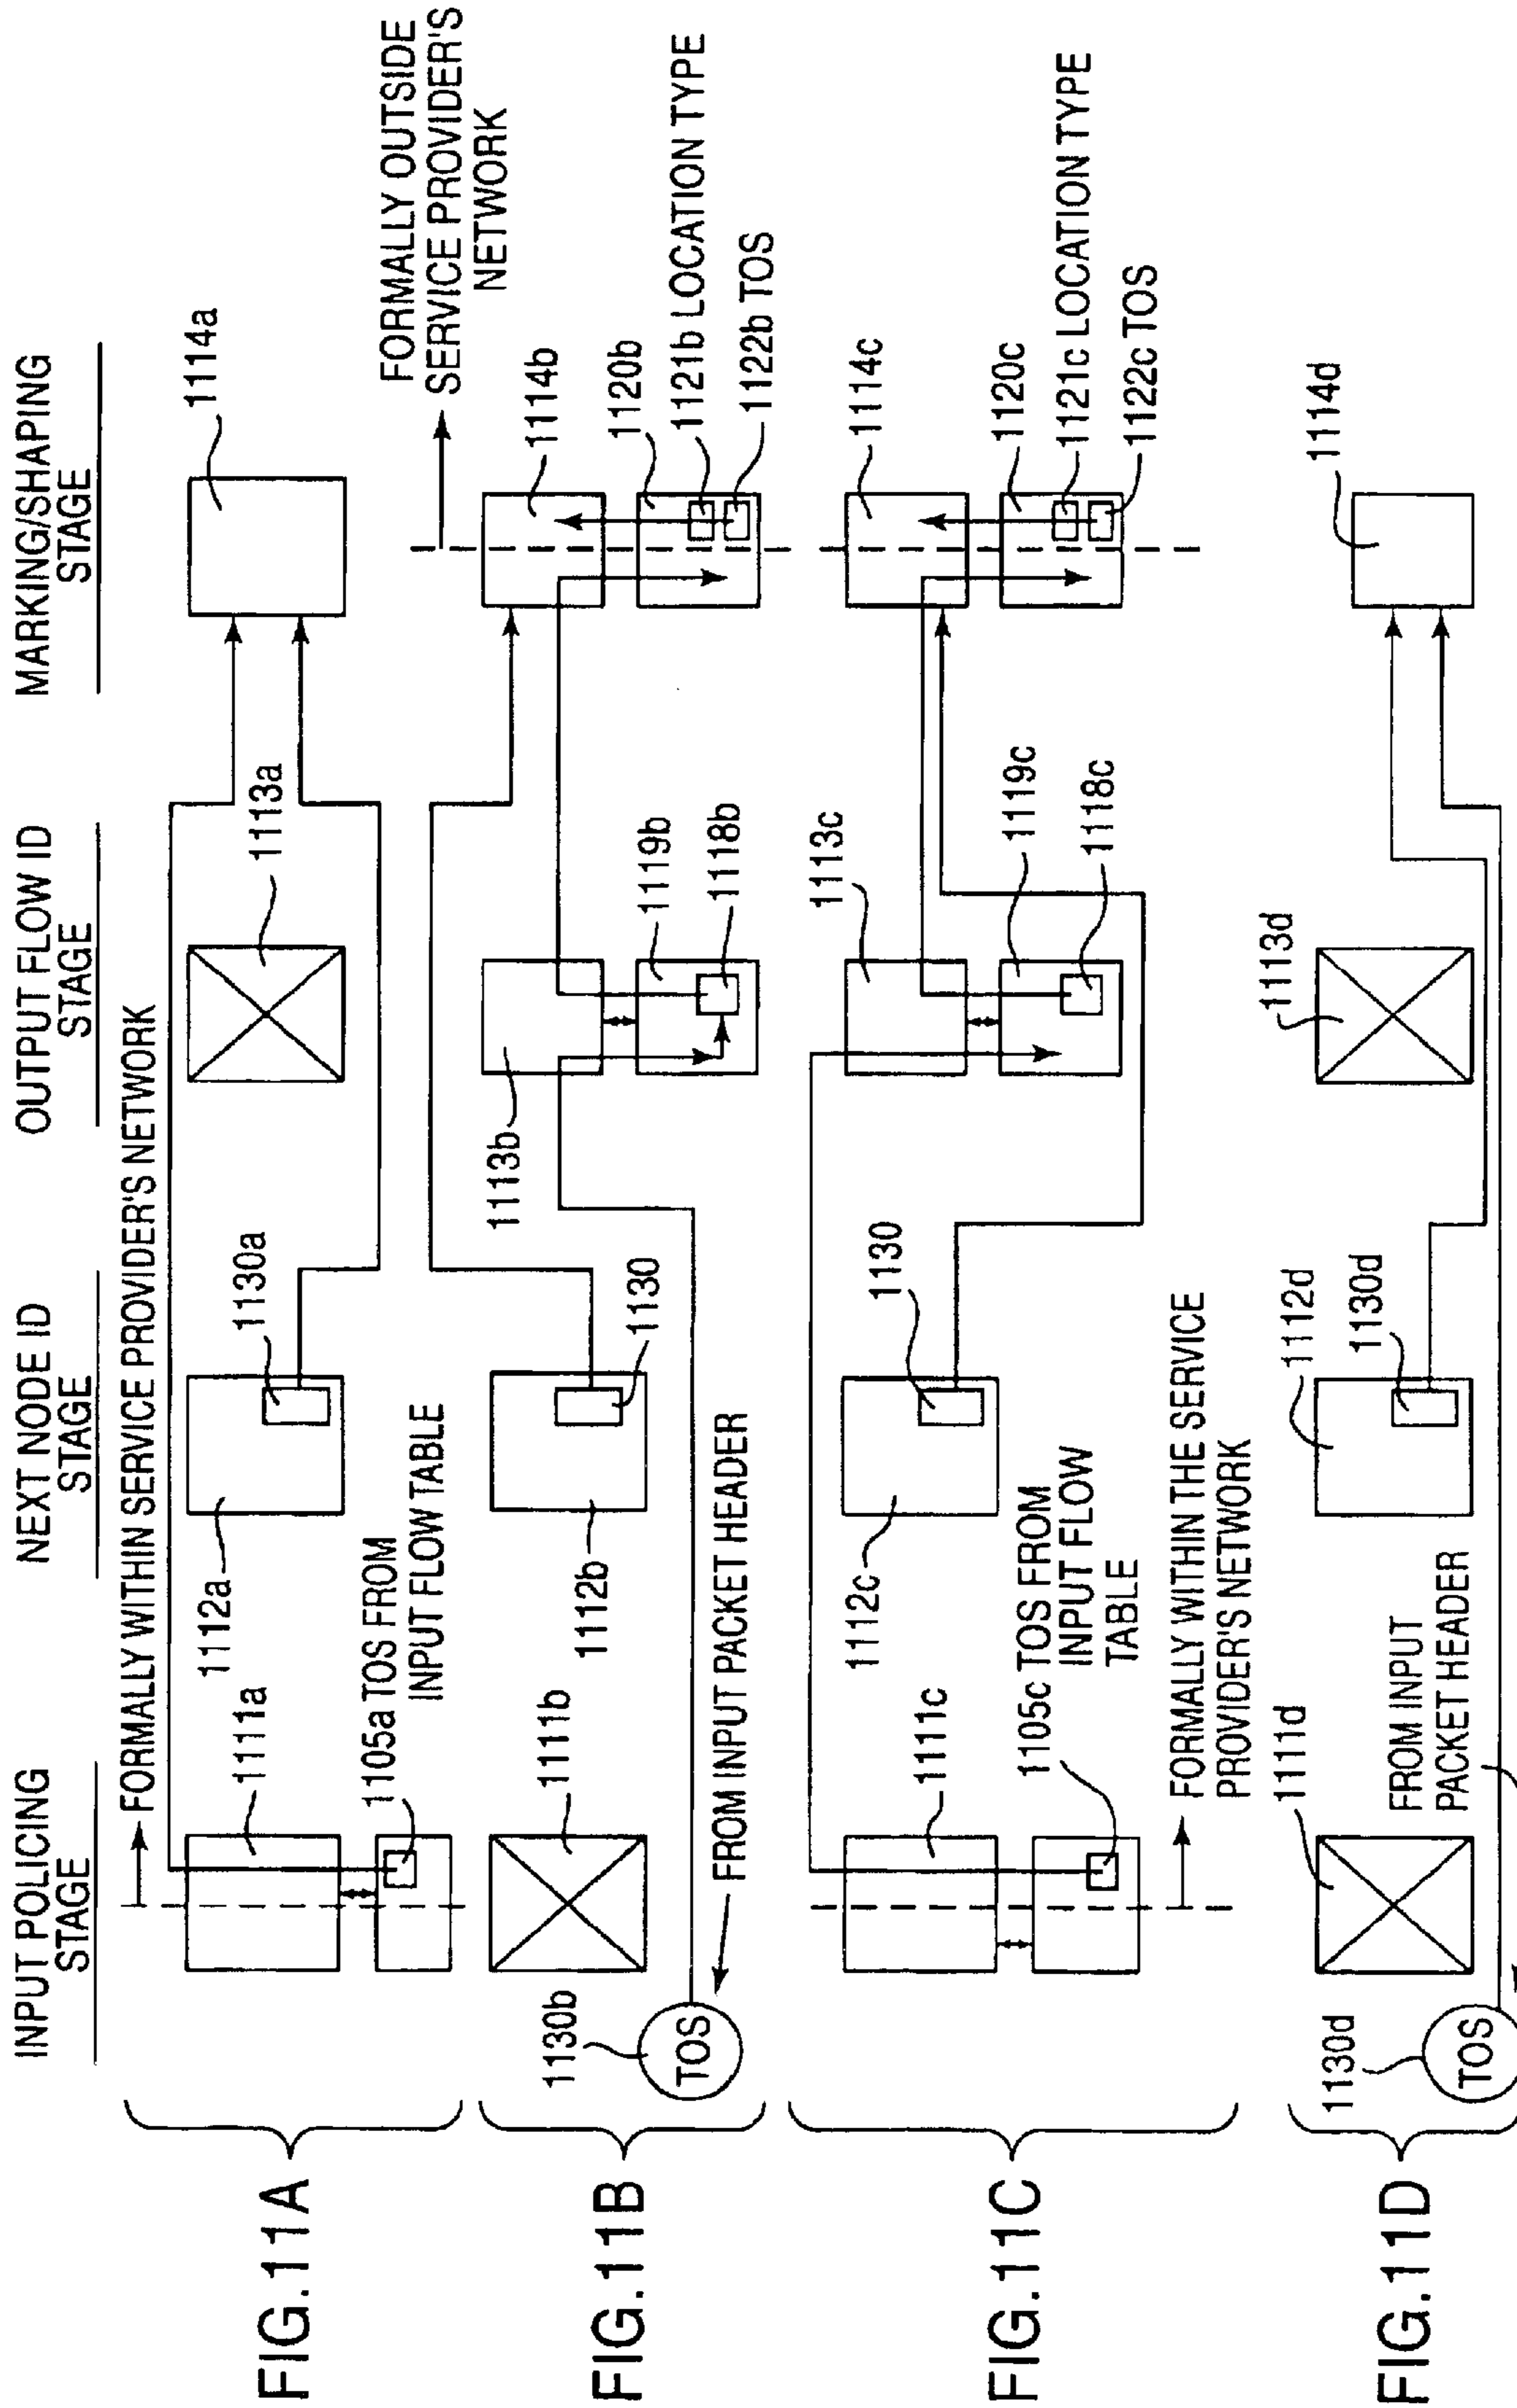 INPUT POLICING
STAGE
NEXT NODE ID
STAGE
OUTPUT FLOW ID
STAGE
MARKING/SHAPING
STAGE
FIG.11A
FORMALLY WITHIN SERVICE PROVIDER'S NETWORK
1111a
1105a TOS FROM
INPUT FLOW TABLE
1112a
1130a
1113a
1114a
FORMALLY OUTSIDE
SERVICE PROVIDER'S
NETWORK
FIG.11B
1130b
TOS
1111b
FROM INPUT PACKET HEADER
1112b
1130
1113b
1119b
1118b
1114b
1120b
1121b LOCATION TYPE
1122b TOS
FIG.11C
1111c
1105c TOS FROM
INPUT FLOW
TABLE
FORMALLY WITHIN THE SERVICE
PROVIDER'S NETWORK
1112c
1130
1113c
1119c
1118c
1114c
1120c
1121c LOCATION TYPE
1122c TOS
FIG.11D
1130d
TOS
1111d
FROM INPUT
PACKET HEADER
1112d
1130d
1113d
1114d